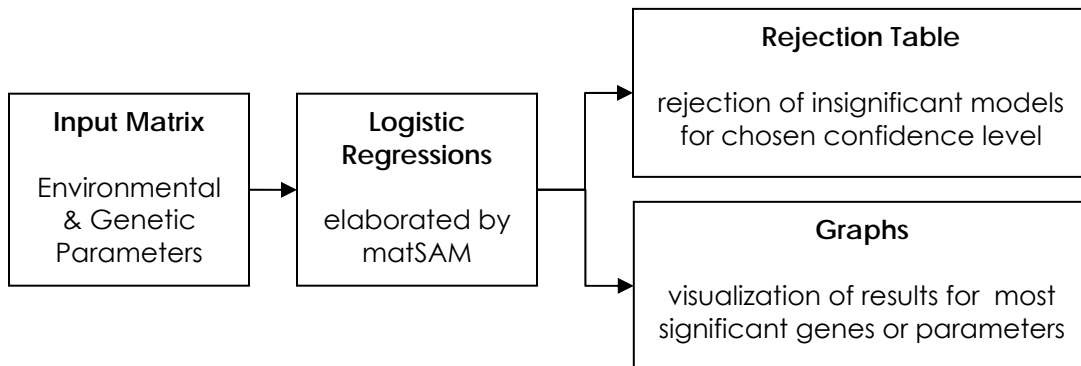 Input Matrix
Environmental
& Genetic
Parameters
Logistic
Regressions
elaborated by
matSAM
Rejection Table
rejection of insignificant models
for chosen confidence level
Graphs
visualization of results for  most
significant genes or parameters